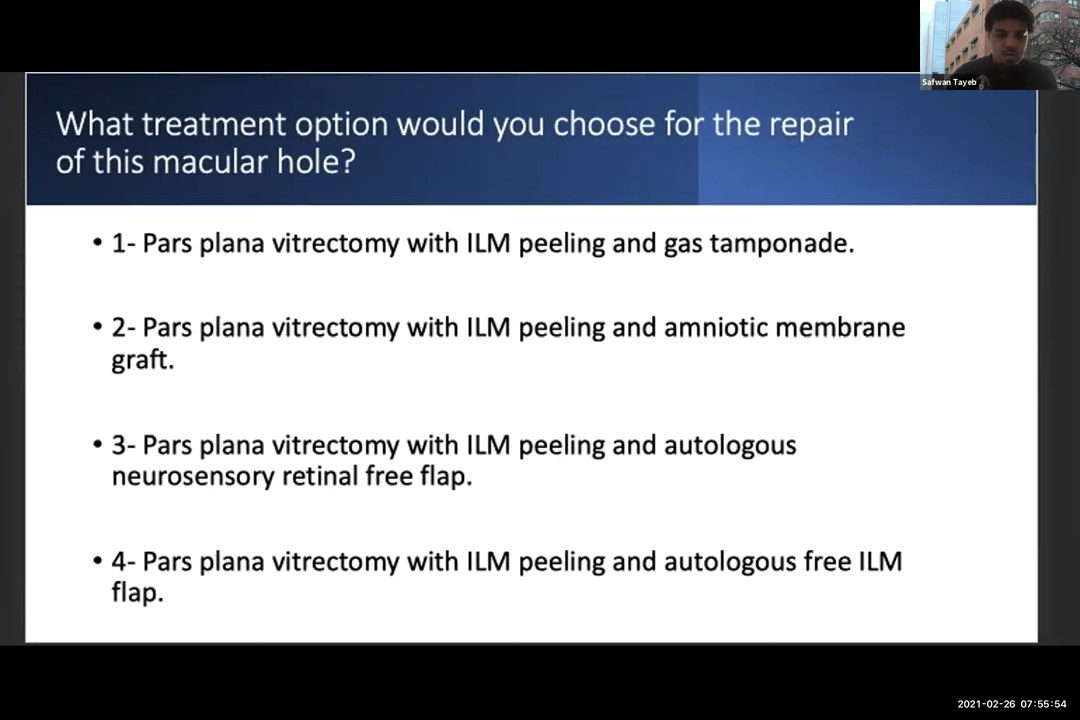 Safwan Tayeb
What treatment option would you choose for the repair
of this macular hole?
• 1- Pars plana vitrectomy with ILM peeling and gas tamponade.
• 2- Pars plana vitrectomy with ILM peeling and amniotic membrane
graft.
• 3- Pars plana vitrectomy with ILM peeling and autologous
neurosensory retinal free flap.
• 4- Pars plana vitrectomy with ILM peeling and autologous free ILM
flap.
2021-02-26 07:55:54